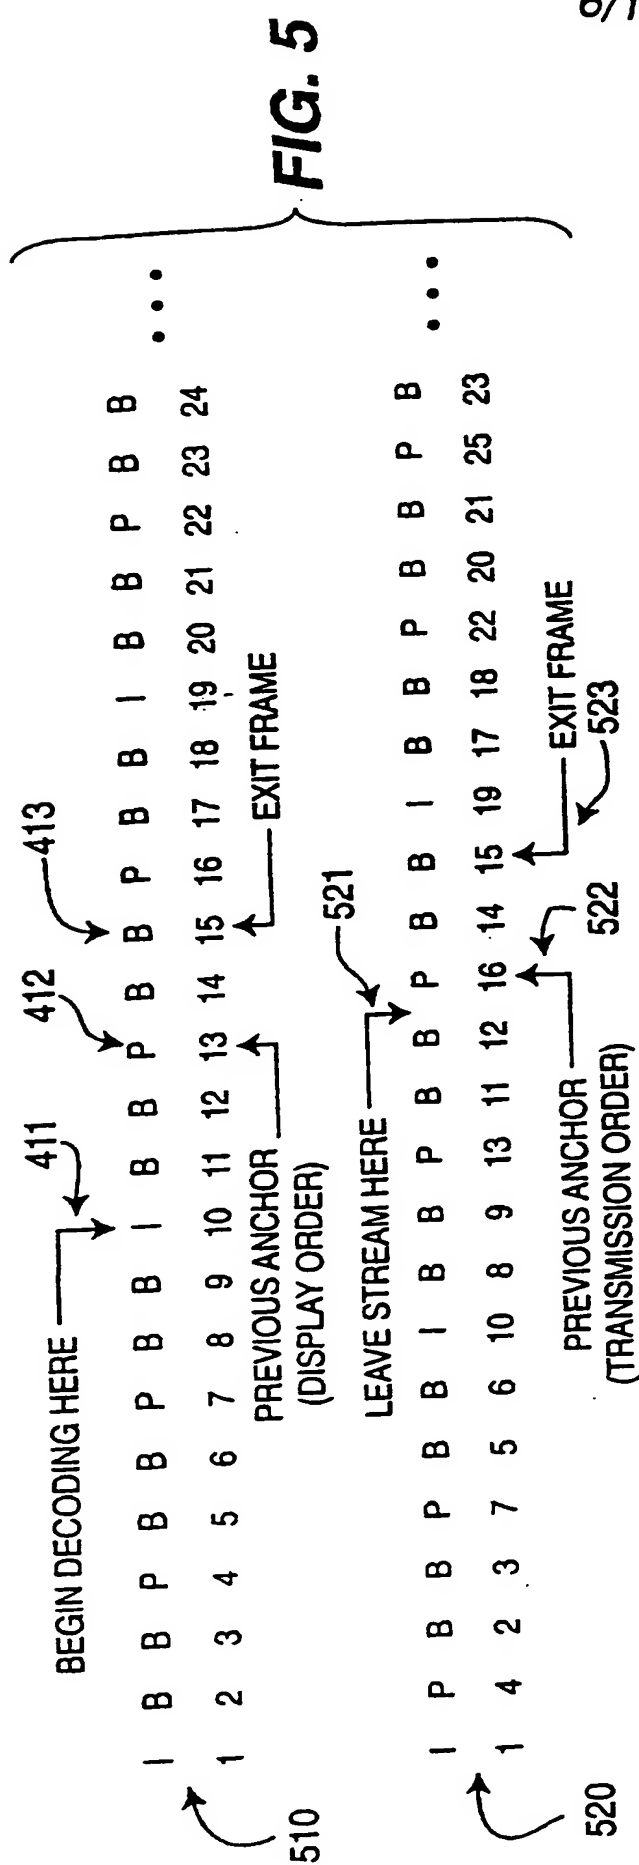 BEGIN DECODING HERE 411 412 413
I B B P B B P B B I B B P B B P B B I B B P B B • • •
1 2 3 4 5 6 7 8 9 10 11 12 13 14 15 16 17 18 19 20 21 22 23 24
510
PREVIOUS ANCHOR
(DISPLAY ORDER)
EXIT FRAME
FIG. 5
LEAVE STREAM HERE 521
I P B B P B B I B B P B B P B B I B B P B B P B • • •
1 4 2 3 7 5 6 10 8 9 13 11 12 16 14 15 19 17 18 22 20 21 25 23
520
PREVIOUS ANCHOR
(TRANSMISSION ORDER)
522
EXIT FRAME
523